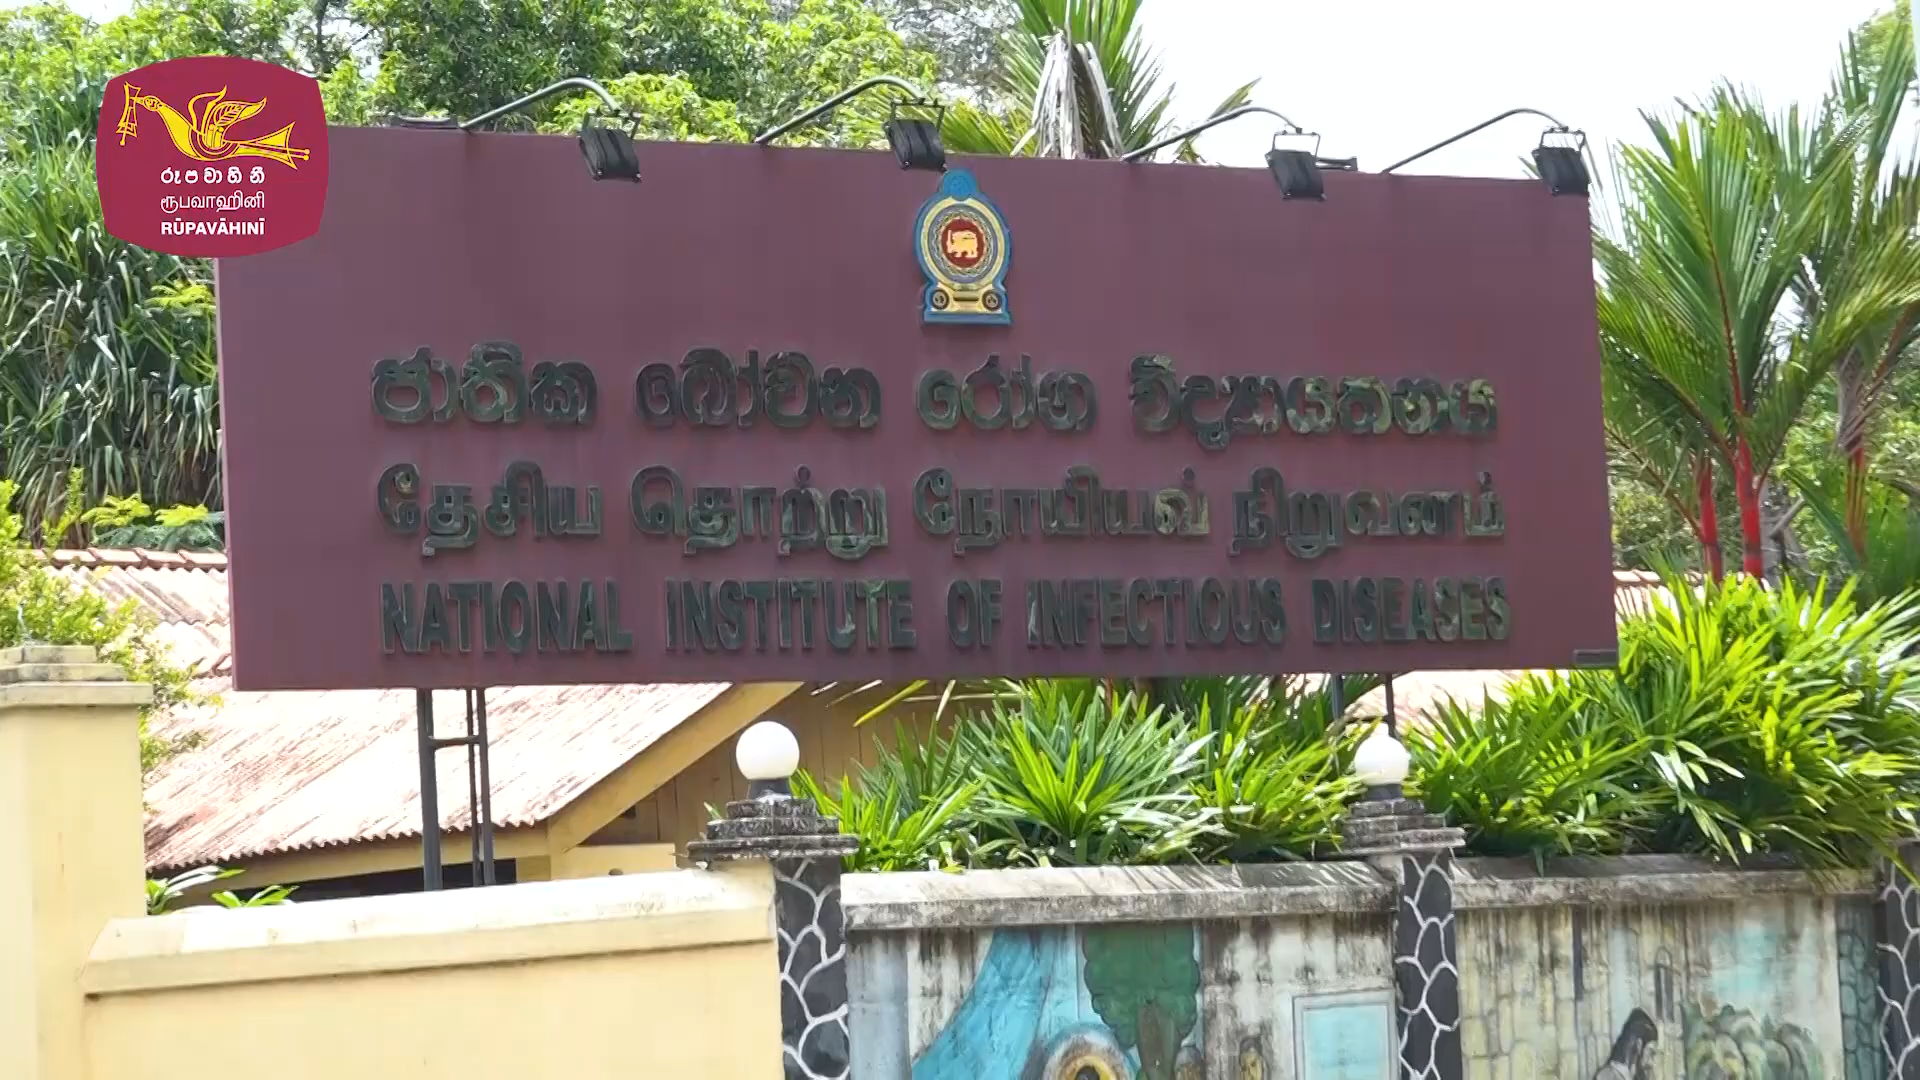 රූපවාහිනී
ரூபவாஹினி
RŪPAVĀHINĪ
ජාතික බෝවන රෝග විද්‍යායතනය
தேசிய தொற்று நோயியல் நிறுவனம்
NATIONAL INSTITUTE OF INFECTIOUS DISEASES